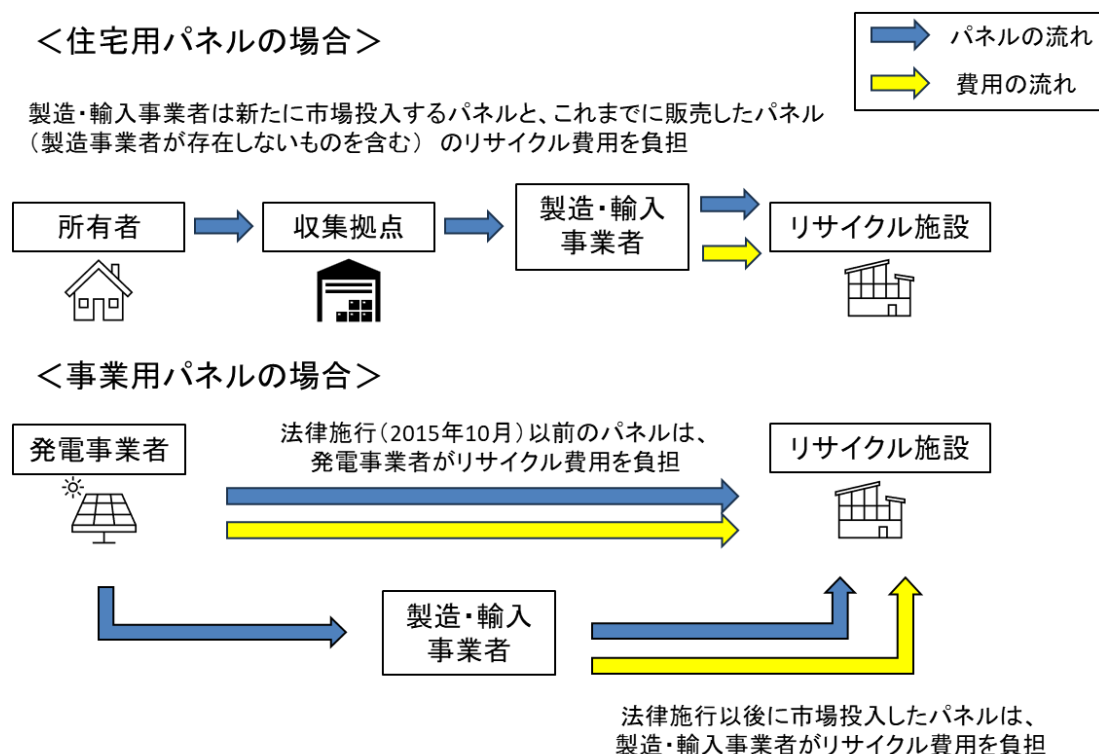 ＜住宅用パネルの場合＞
パネルの流れ
費用の流れ
製造・輸入事業者は新たに市場投入するパネルと、これまでに販売したパネル
（製造事業者が存在しないものを含む） のリサイクル費用を負担
所有者
収集拠点
製造・輸入
事業者
リサイクル施設
＜事業用パネルの場合＞
発電事業者
法律施行（2015年10月）以前のパネルは、
発電事業者がリサイクル費用を負担
リサイクル施設
製造・輸入
事業者
法律施行以後に市場投入したパネルは、
製造・輸入事業者がリサイクル費用を負担